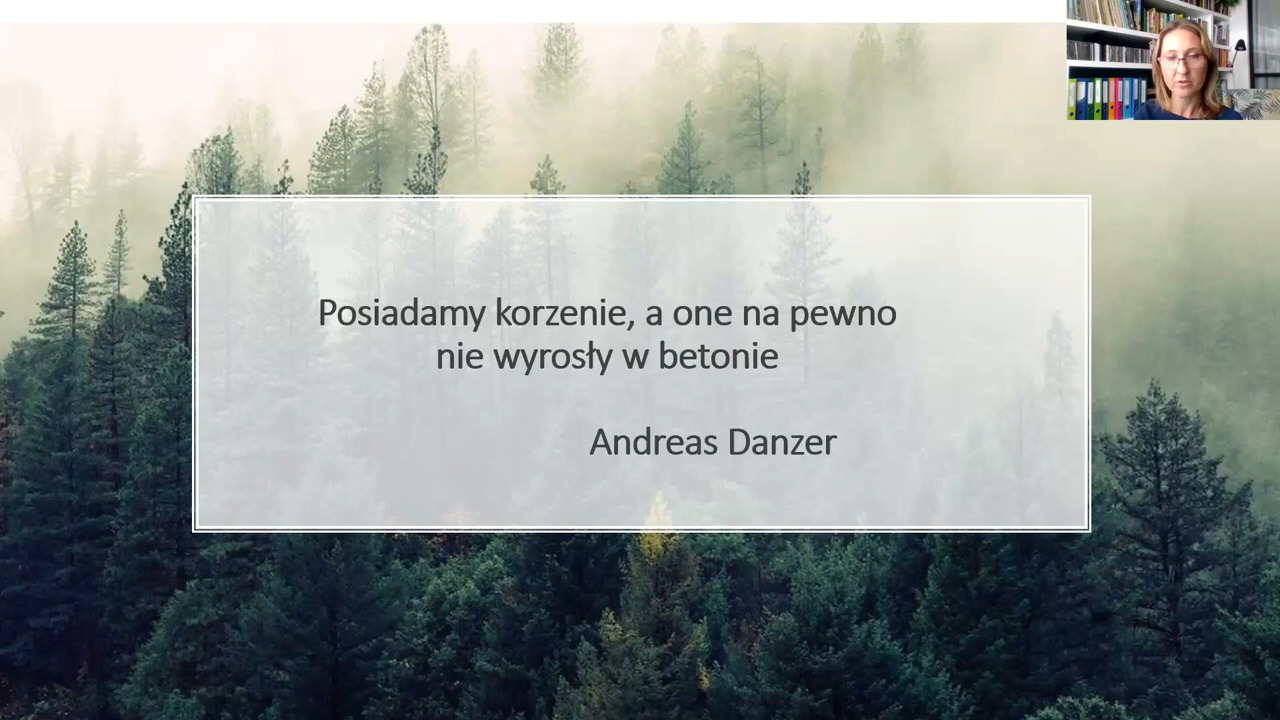 Posiadamy korzenie, a one na pewno
nie wyrosły w betonie
Andreas Danzer